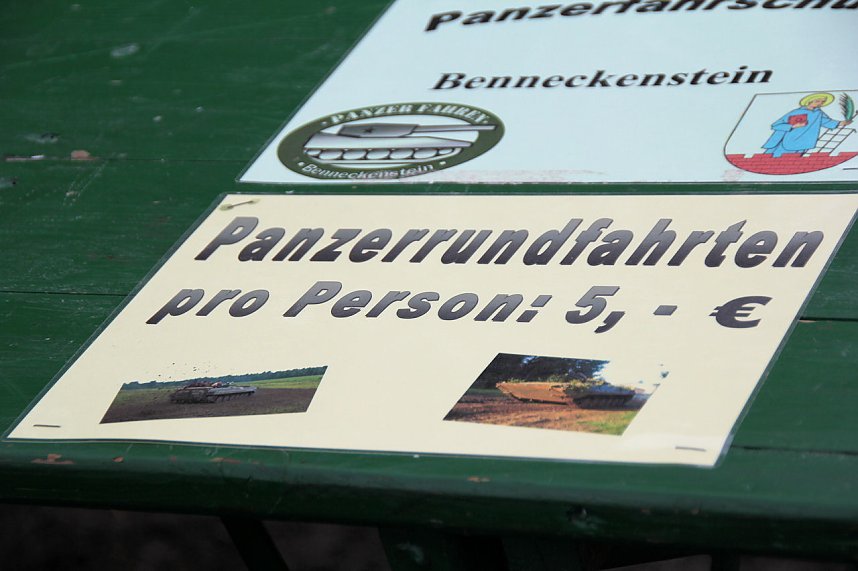 Benneckenstein
PANZER FAHREN
Benneckenstein
Panzerrundfahrten
pro Person: 5,- €